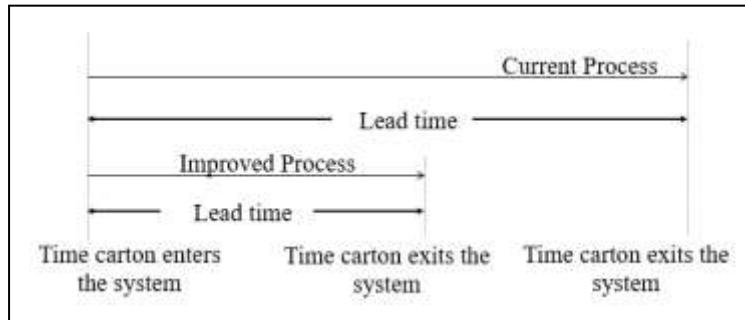 Current Process
Lead time
Improved Process
Lead time
Time carton enters
the system
Time carton exits the
system
Time carton exits the
system